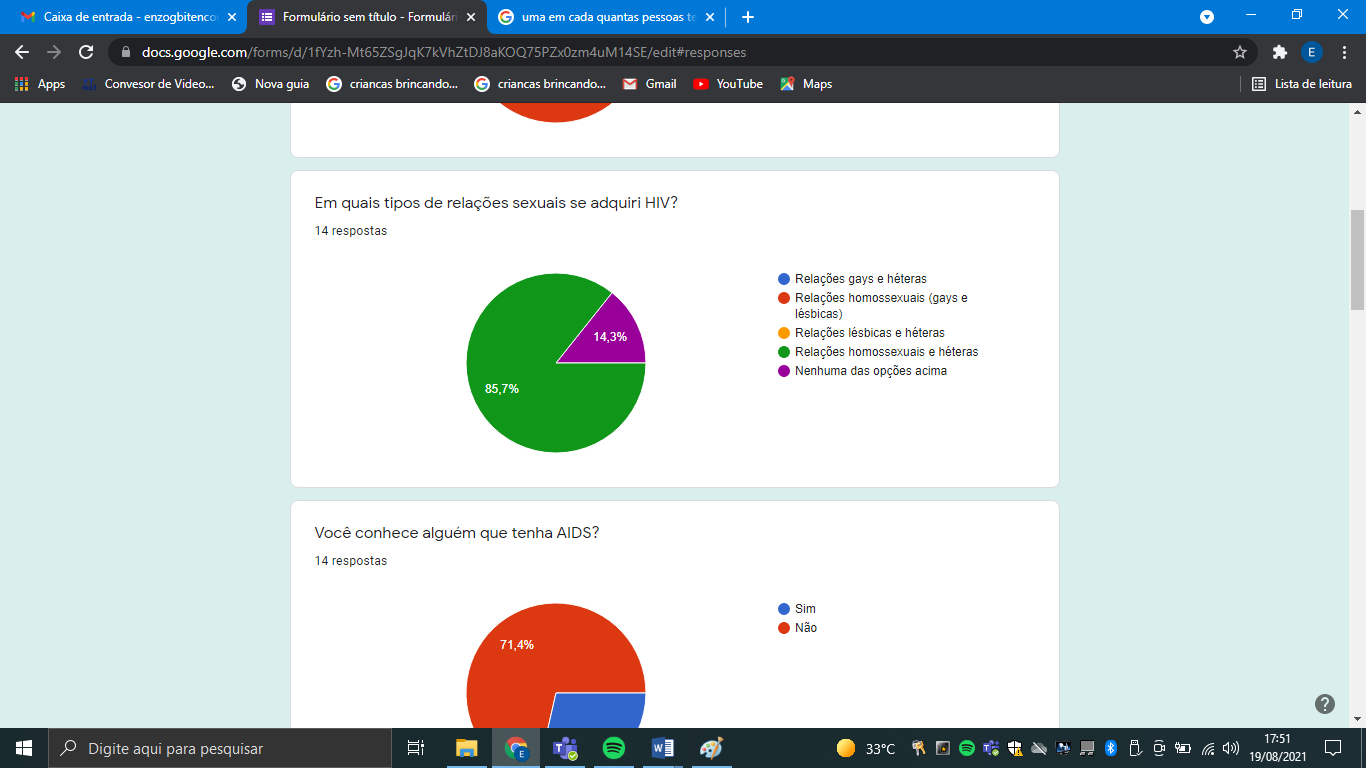 Caixa de entrada - enzogbitenco
Formulário sem título - Formulári
uma em cada quantas pessoas te
docs.google.com/forms/d/1fYzh-Mt65ZSgJqK7kVhZtDJ8aKOQ75PZx0zm4uM14SE/edit#responses
E
Apps
Convesor de Video...
Nova guia
criancas brincando...
criancas brincando...
Gmail
YouTube
Maps
Lista de leitura
Em quais tipos de relações sexuais se adquiri HIV?
14 respostas
14,3%
85,7%
Relações gays e héteras
Relações homossexuais (gays e
lésbicas)
Relações lésbicas e héteras
Relações homossexuais e héteras
Nenhuma das opções acima
Você conhece alguém que tenha AIDS?
14 respostas
71,4%
Sim
Não
Digite aqui para pesquisar
33°C
17:51
19/08/2021